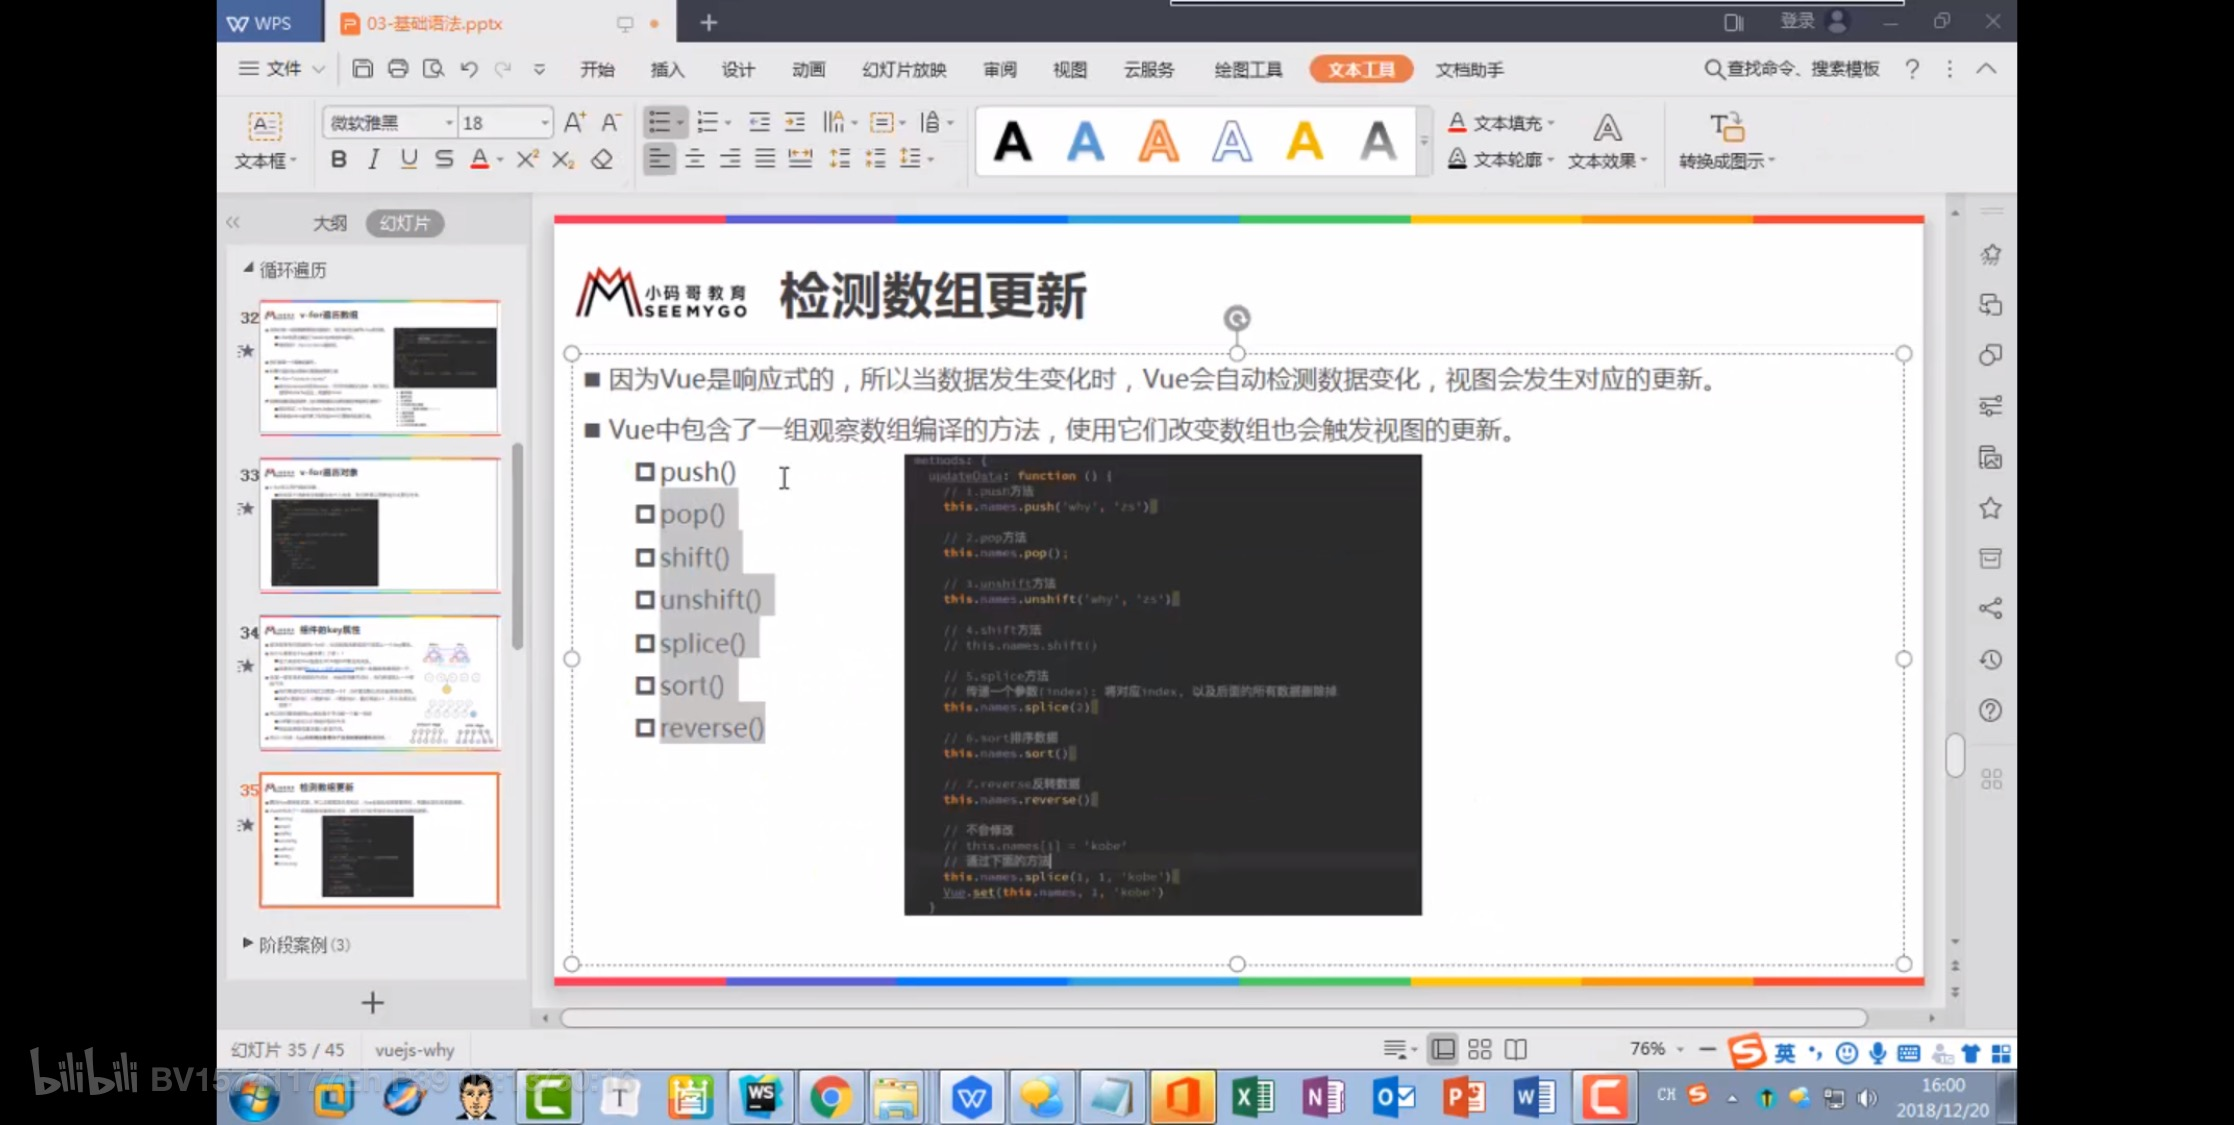 WPS
03-基础语法.pptx
登录
文件
开始 插入 设计 动画 幻灯片放映 审阅 视图 云服务 绘图工具 文本工具 文档助手
查找命令、搜索模板
文本框
微软雅黑 18
文本填充
文本轮廓
文本效果
转换成图示
大纲 幻灯片
循环遍历
32 v-for遍历数组
33 v-for遍历对象
34 组件的key属性
35 检测数组更新
阶段案例 (3)
小码哥教育
SEEMYGO
检测数组更新
因为Vue是响应式的，所以当数据发生变化时，Vue会自动检测数据变化，视图会发生对应的更新。
Vue中包含了一组观察数组编译的方法，使用它们改变数组也会触发视图的更新。
push()
pop()
shift()
unshift()
splice()
sort()
reverse()
methods: {
updateData: function () {
// 1.push方法
this.names.push('why', 'zs')
// 2.pop方法
this.names.pop();
// 3.unshift方法
this.names.unshift('why', 'zs')
// 4.shift方法
// this.names.shift()
// 5.splice方法
// 传递一个参数(index): 将对应index, 以及后面的所有数据删除掉
this.names.splice(2)
// 6.sort排序数据
this.names.sort()
// 7.reverse反转数据
this.names.reverse()
// 不会修改
// this.names[1] = 'kobe'
// 通过下面的方法
this.names.splice(1, 1, 'kobe')
Vue.set(this.names, 1, 'kobe')
}
幻灯片 35 / 45 vuejs-why
76%
英
bilibili
CH
16:00
2018/12/20